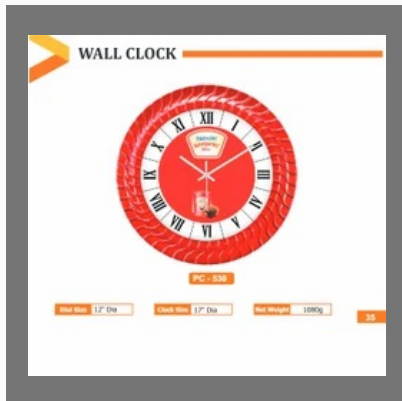 WALL CLOCK
XII
I
II
III
IV
V
VI
VII
VIII
IX
X
XI
PC - 536
Dial Size 12" Dia
Clock Size 17" Dia
Net Weight 1080g
35